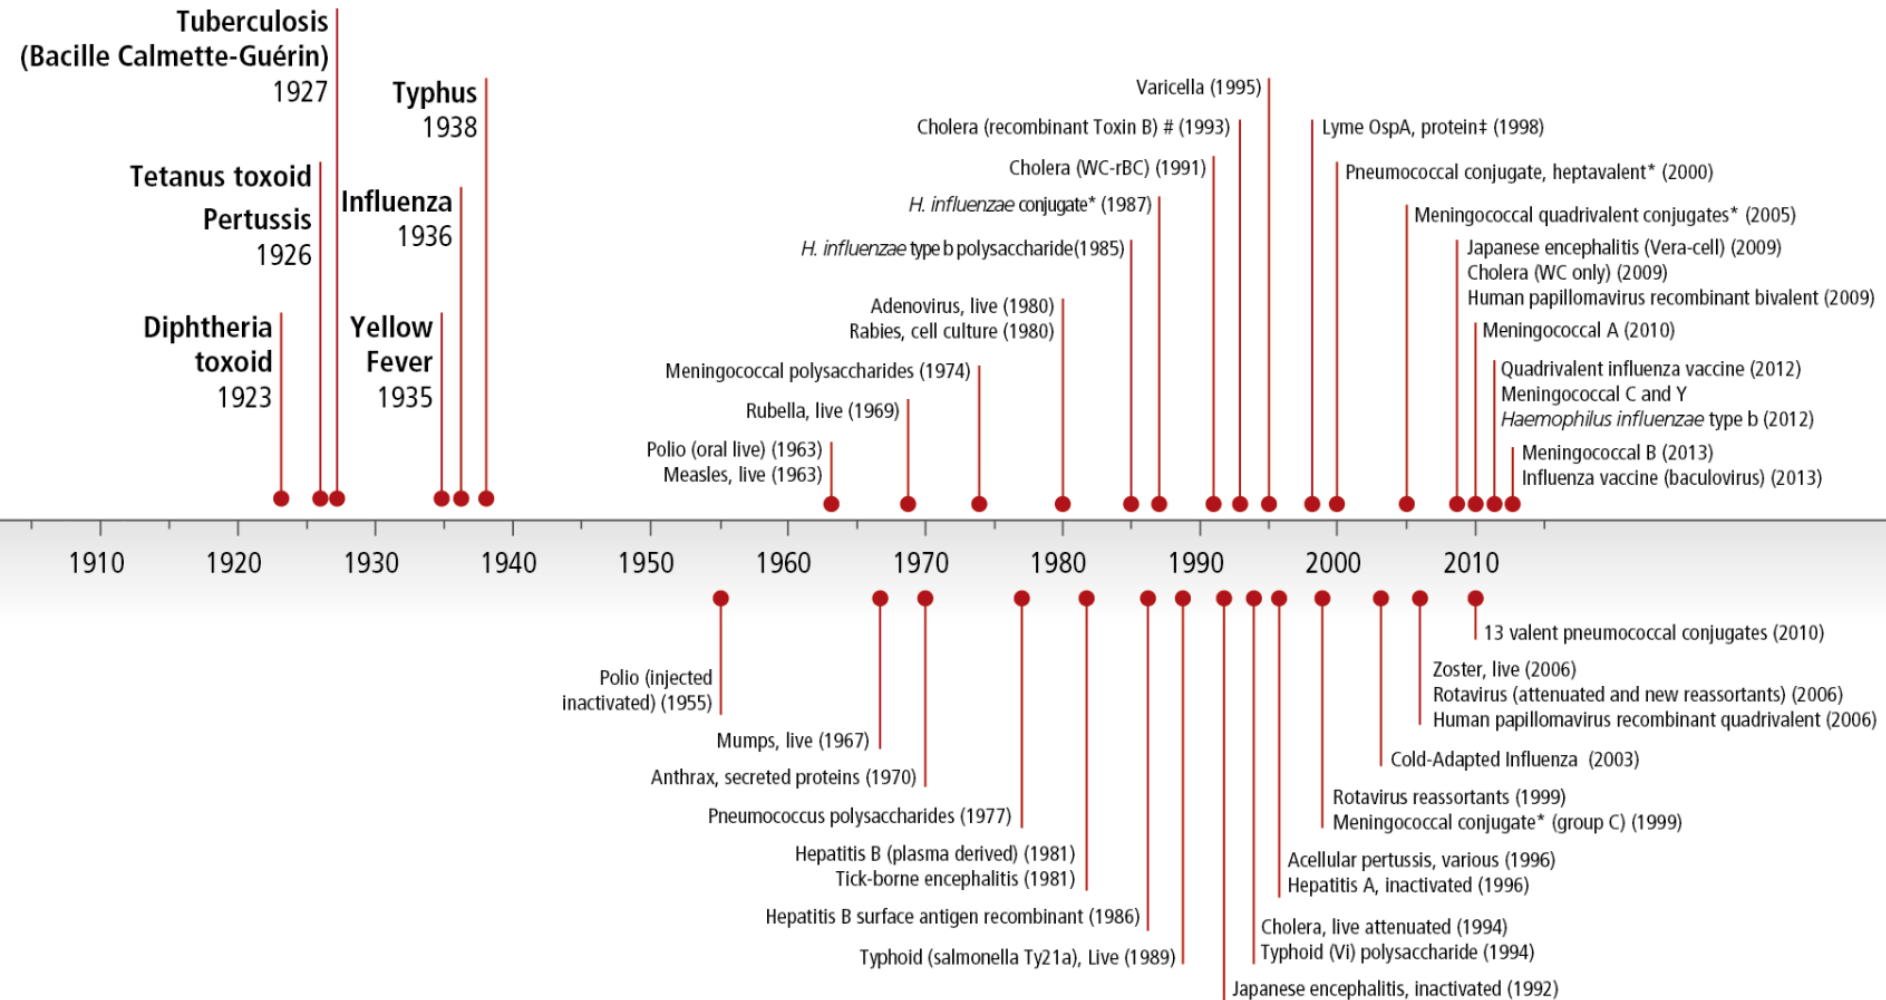 Tuberculosis
(Bacille Calmette-Guérin)
1927
Typhus
1938
Tetanus toxoid
Pertussis
1926
Influenza
1936
Diphtheria
toxoid
1923
Yellow
Fever
1935
Varicella (1995)
Cholera (recombinant Toxin B) # (1993)
Cholera (WC-rBC) (1991)
H. influenzae conjugate* (1987)
H. influenzae type b polysaccharide(1985)
Adenovirus, live (1980)
Rabies, cell culture (1980)
Meningococcal polysaccharides (1974)
Rubella, live (1969)
Polio (oral live) (1963)
Measles, live (1963)
Lyme OspA, protein‡ (1998)
Pneumococcal conjugate, heptavalent* (2000)
Meningococcal quadrivalent conjugates* (2005)
Japanese encephalitis (Vera-cell) (2009)
Cholera (WC only) (2009)
Human papillomavirus recombinant bivalent (2009)
Meningococcal A (2010)
Quadrivalent influenza vaccine (2012)
Meningococcal C and Y
Haemophilus influenzae type b (2012)
Meningococcal B (2013)
Influenza vaccine (baculovirus) (2013)
1910 1920 1930 1940 1950 1960 1970 1980 1990 2000 2010
Polio (injected
inactivated) (1955)
Mumps, live (1967)
Anthrax, secreted proteins (1970)
Pneumococcus polysaccharides (1977)
Hepatitis B (plasma derived) (1981)
Tick-borne encephalitis (1981)
Hepatitis B surface antigen recombinant (1986)
Typhoid (salmonella Ty21a), Live (1989)
13 valent pneumococcal conjugates (2010)
Zoster, live (2006)
Rotavirus (attenuated and new reassortants) (2006)
Human papillomavirus recombinant quadrivalent (2006)
Cold-Adapted Influenza (2003)
Rotavirus reassortants (1999)
Meningococcal conjugate* (group C) (1999)
Acellular pertussis, various (1996)
Hepatitis A, inactivated (1996)
Cholera, live attenuated (1994)
Typhoid (Vi) polysaccharide (1994)
Japanese encephalitis, inactivated (1992)